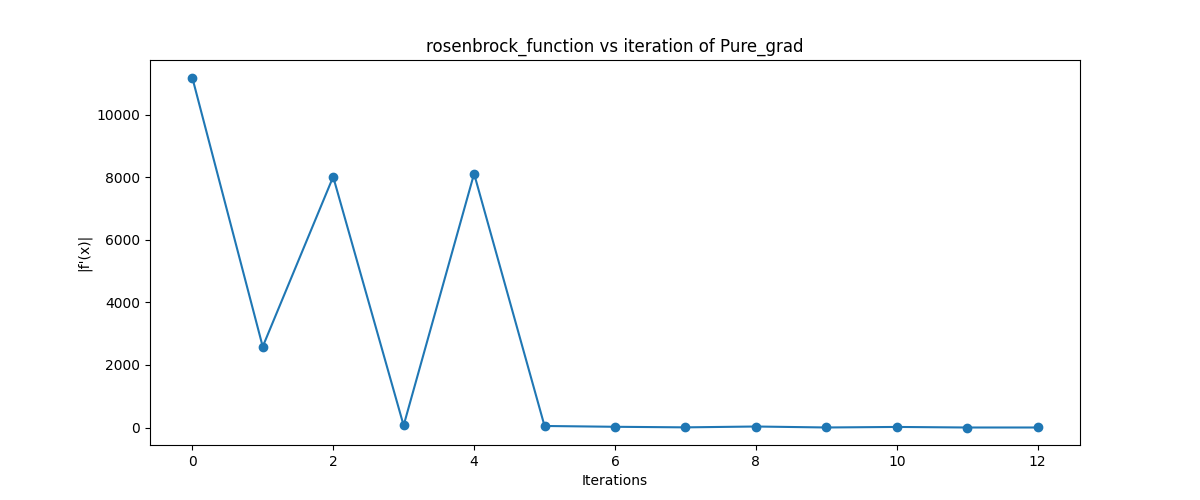 rosenbrock_function vs iteration of Pure_grad
10000
8000
6000
4000
2000
0
|f'(x)|
0 2 4 6 8 10 12
Iterations